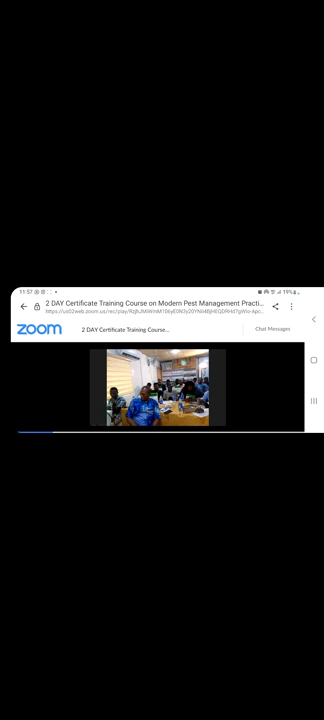 11:57
19%
2 DAY Certificate Training Course on Modern Pest Management Practi...
zoom
2 DAY Certificate Training Course...
Chat Messages